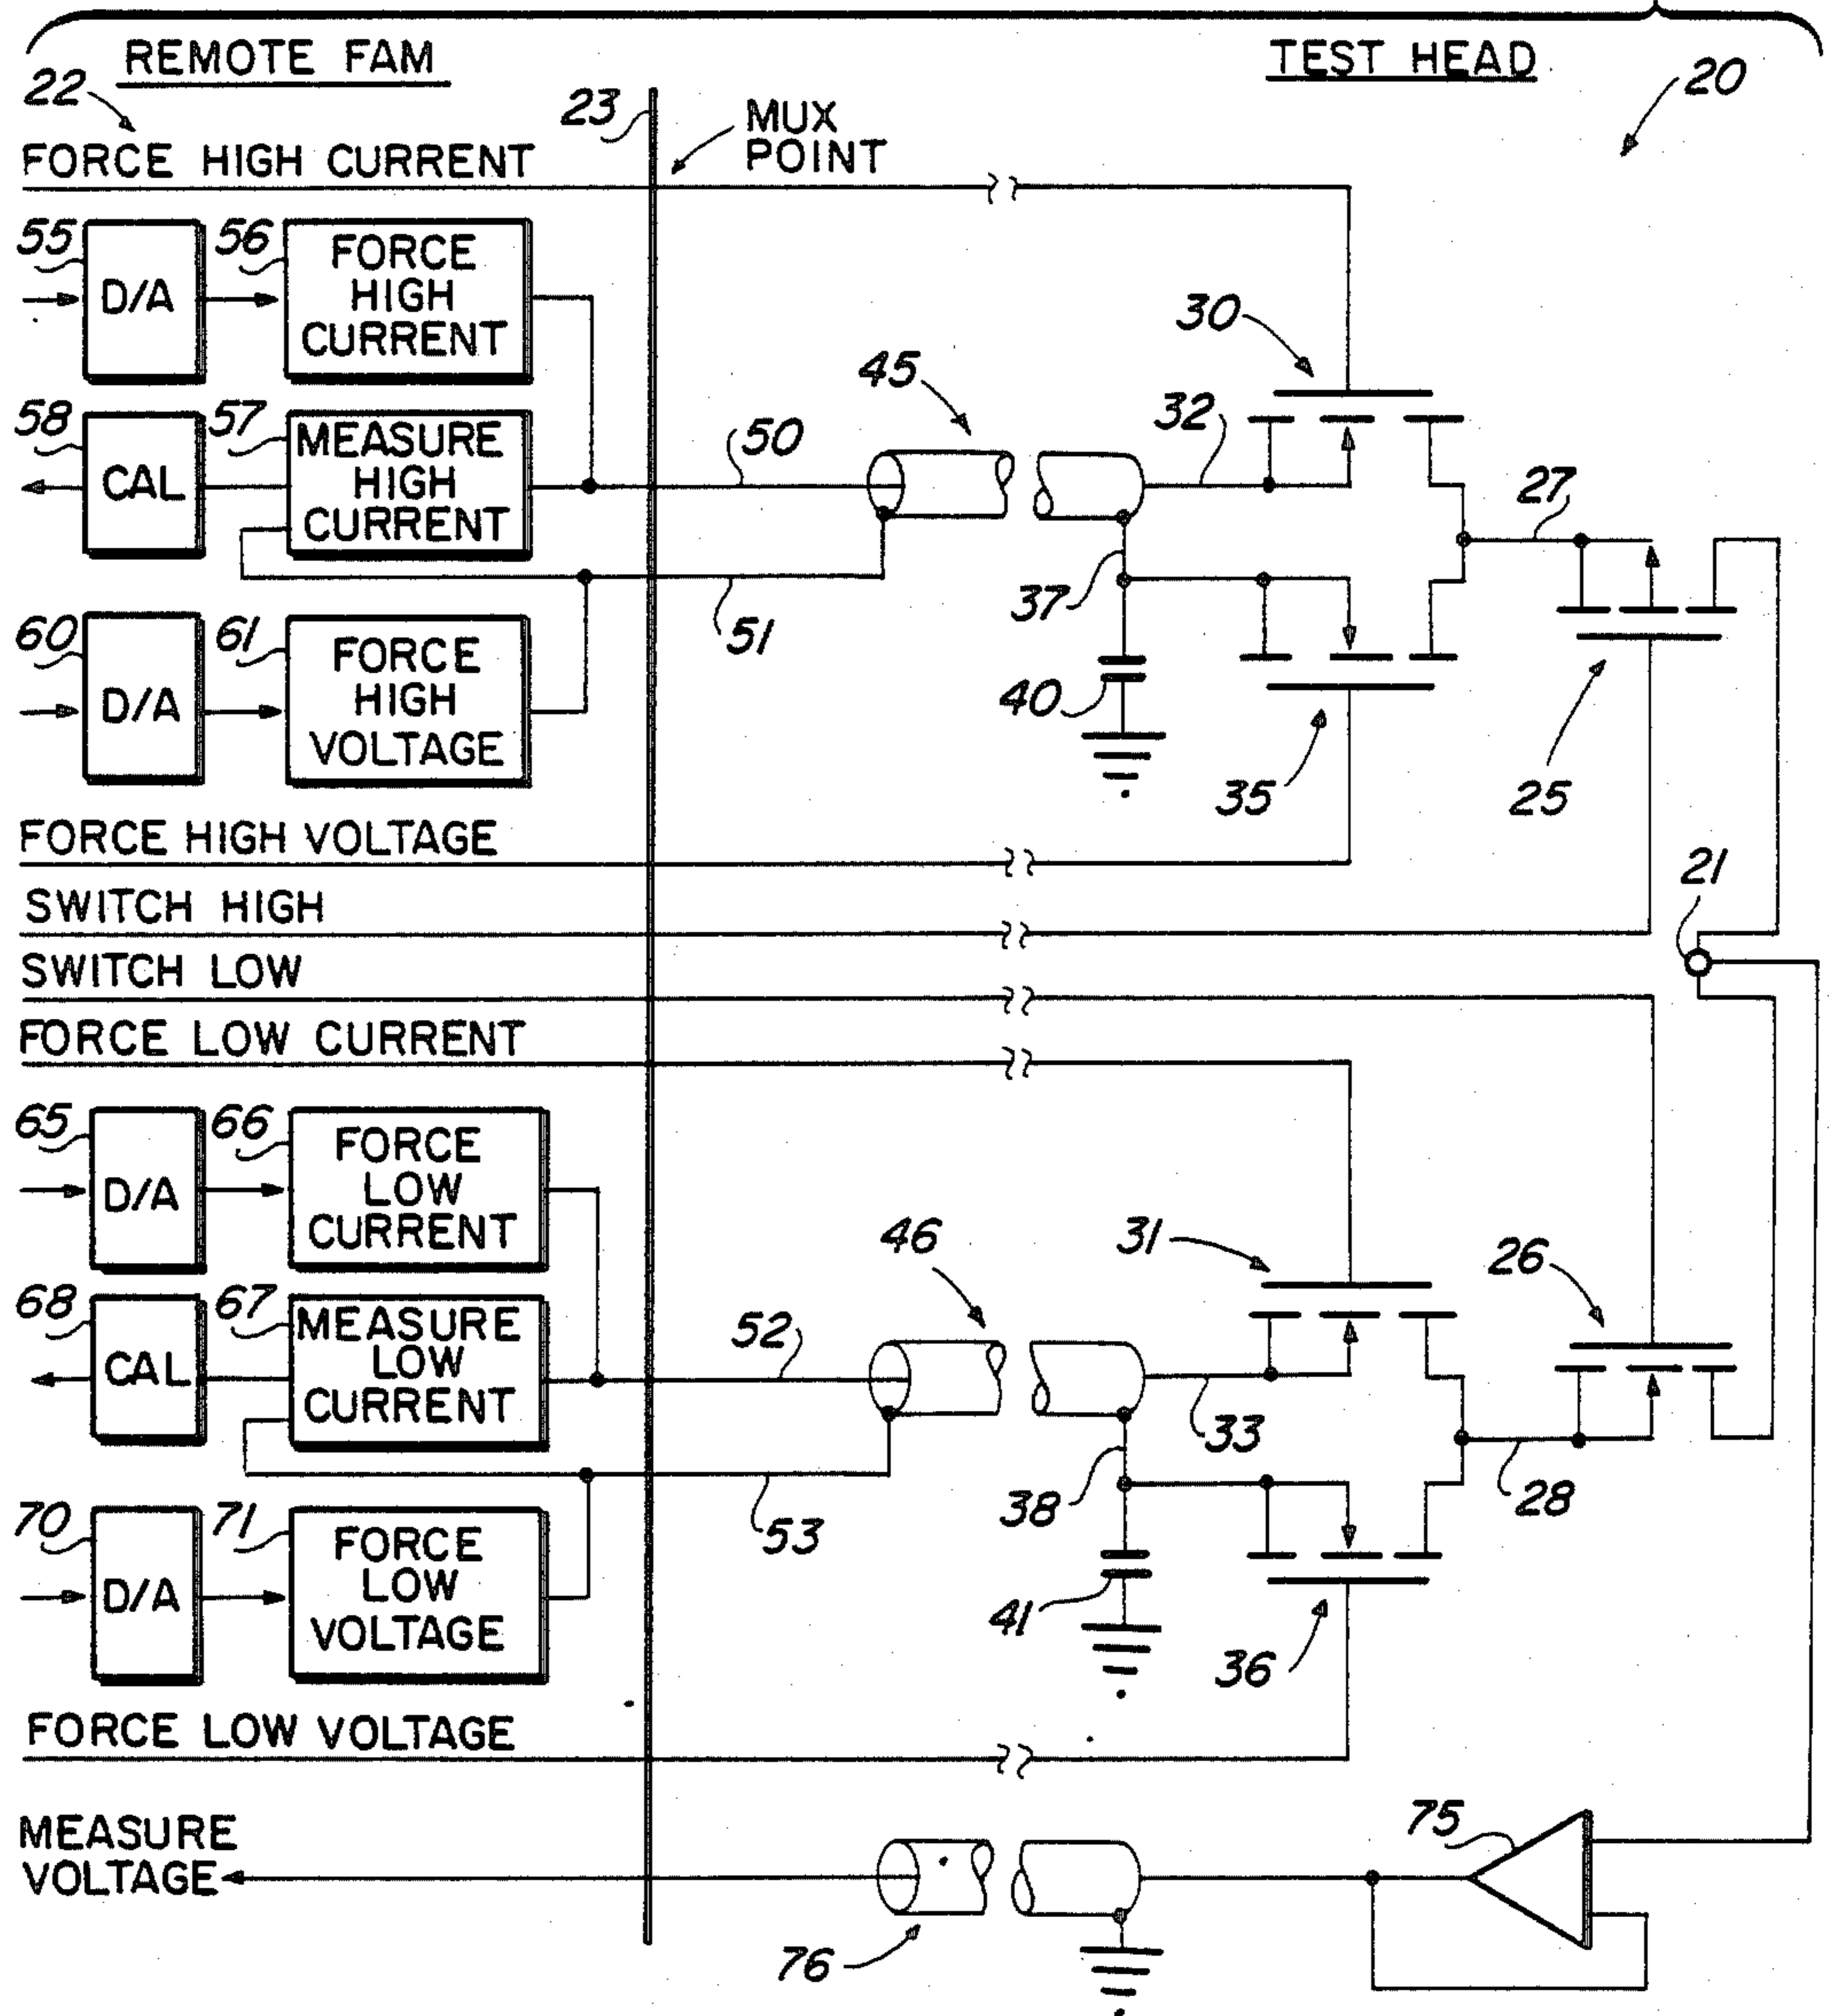 REMOTE FAM
TEST HEAD
22
23
MUX
POINT
20
FORCE HIGH CURRENT
55
D/A
56
FORCE
HIGH
CURRENT
30
45
58
CAL
57
MEASURE
HIGH
CURRENT
50
32
27
37
51
60
D/A
61
FORCE
HIGH
VOLTAGE
40
35
25
FORCE HIGH VOLTAGE
SWITCH HIGH
21
SWITCH LOW
FORCE LOW CURRENT
65
D/A
66
FORCE
LOW
CURRENT
46
31
26
68
CAL
67
MEASURE
LOW
CURRENT
52
33
38
28
53
70
D/A
71
FORCE
LOW
VOLTAGE
41
36
FORCE LOW VOLTAGE
MEASURE
VOLTAGE
75
76